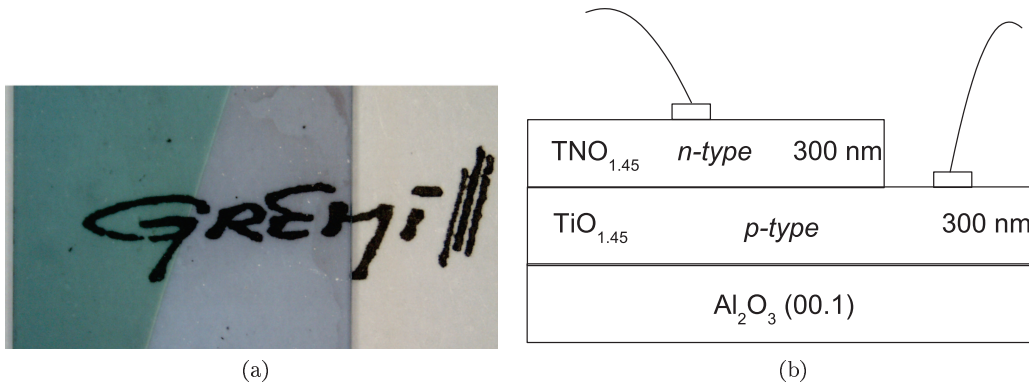 GREMI
TNO1.45 n-type 300 nm
TiO1.45 p-type 300 nm
Al2O3 (00.1)
(a) (b)